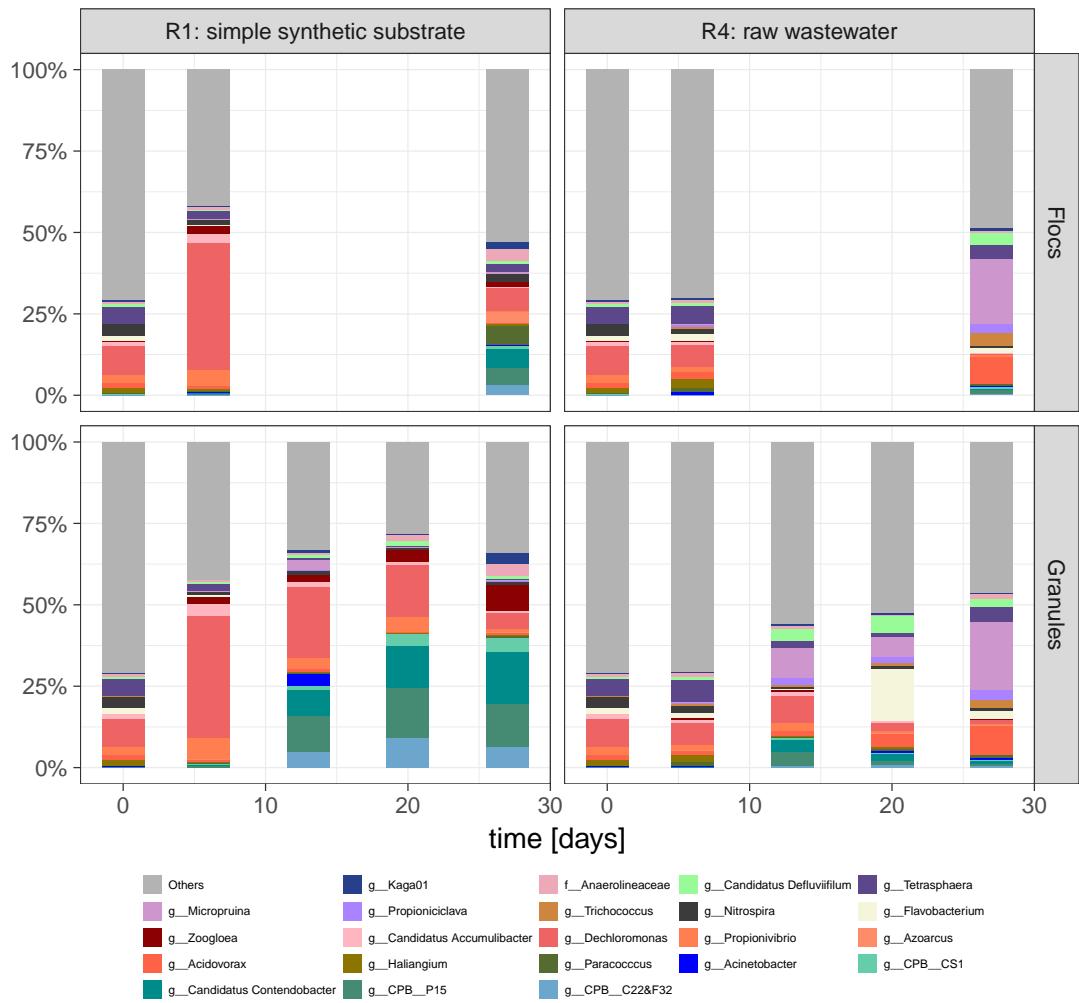 R1: simple synthetic substrate
R4: raw wastewater
100%
75%
50%
25%
0%
Flocs
100%
75%
50%
25%
0%
Granules
0 10 20 30 0 10 20 30
time [days]
Others g__Kaga01 f__Anaerolineaceae g__Candidatus Defluviifilum g__Tetrasphaera
g__Micropruina g__Propioniciclava g__Trichococcus g__Nitrospira g__Flavobacterium
g__Zoogloea g__Candidatus Accumulibacter g__Dechloromonas g__Propionivibrio g__Azoarcus
g__Acidovorax g__Haliangium g__Paracocccus g__Acinetobacter g__CPB__CS1
g__Candidatus Contendobacter g__CPB__P15 g__CPB__C22&F32